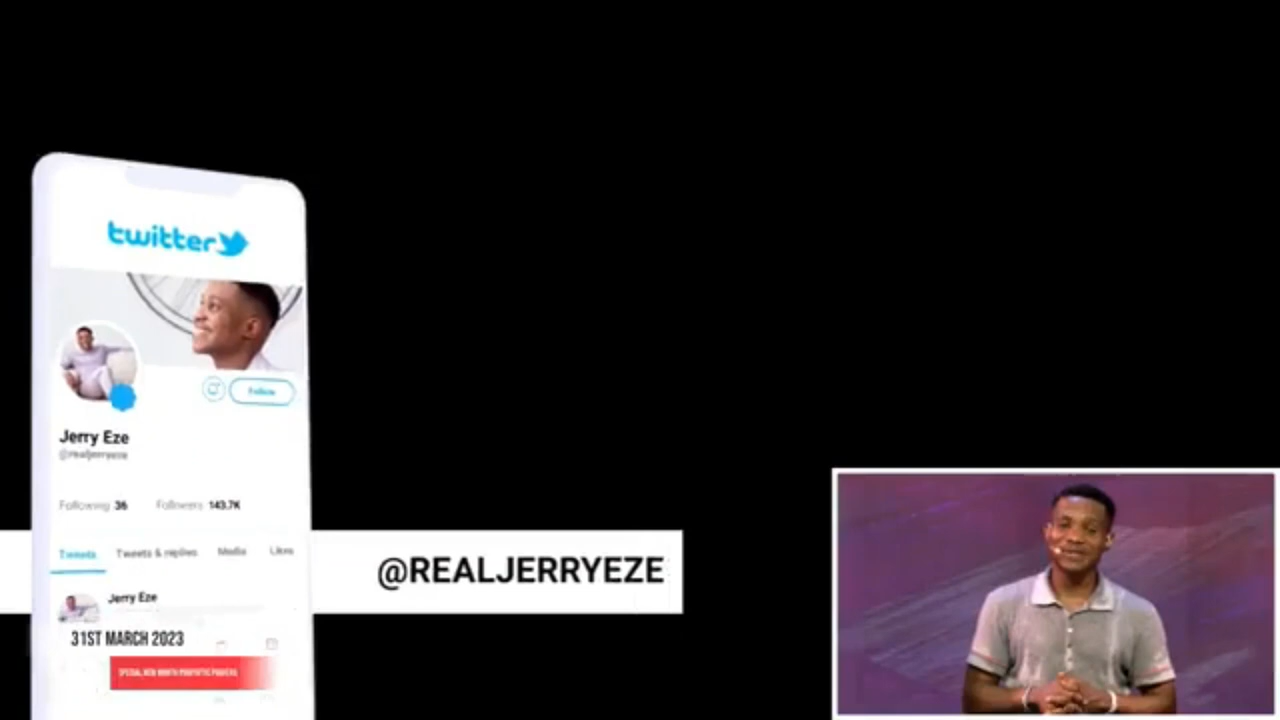 twitter
Follow
Jerry Eze
@realjerryeze
Following 36 Followers 143.7K
Tweets Tweets & replies Media Likes
Jerry Eze
@REALJERRYEZE
31ST MARCH 2023
SPECIAL NEW MONTH PROPHETIC PRAYERS